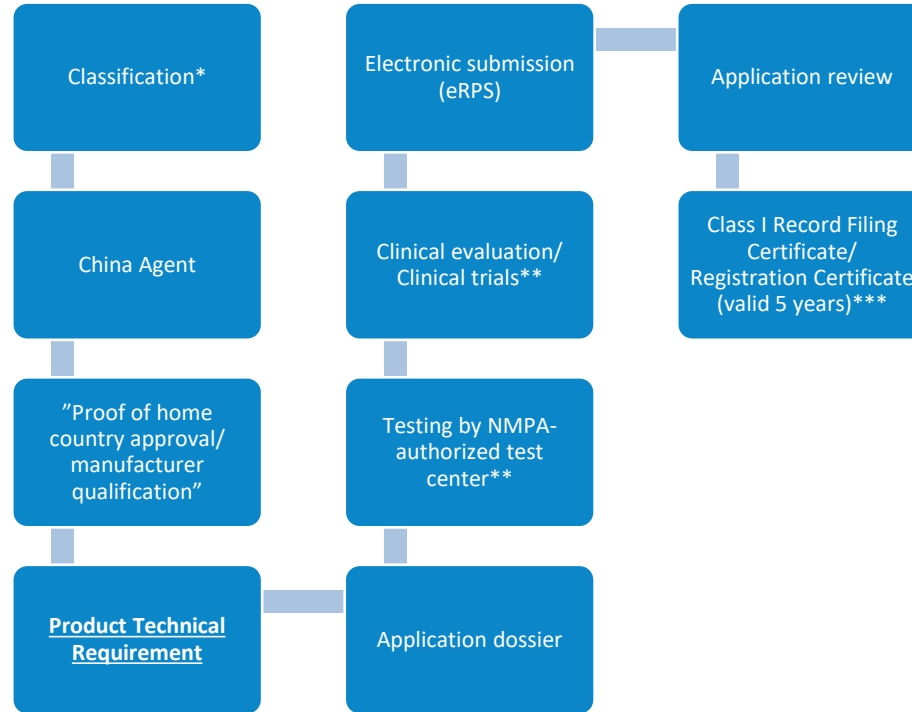 Classification*
China Agent
”Proof of home
country approval/
manufacturer
qualification”
Product Technical
Requirement
Application dossier
Testing by NMPA-
authorized test
center**
Clinical evaluation/
Clinical trials**
Electronic submission
(eRPS)
Application review
Class I Record Filing
Certificate/
Registration Certificate
(valid 5 years)***